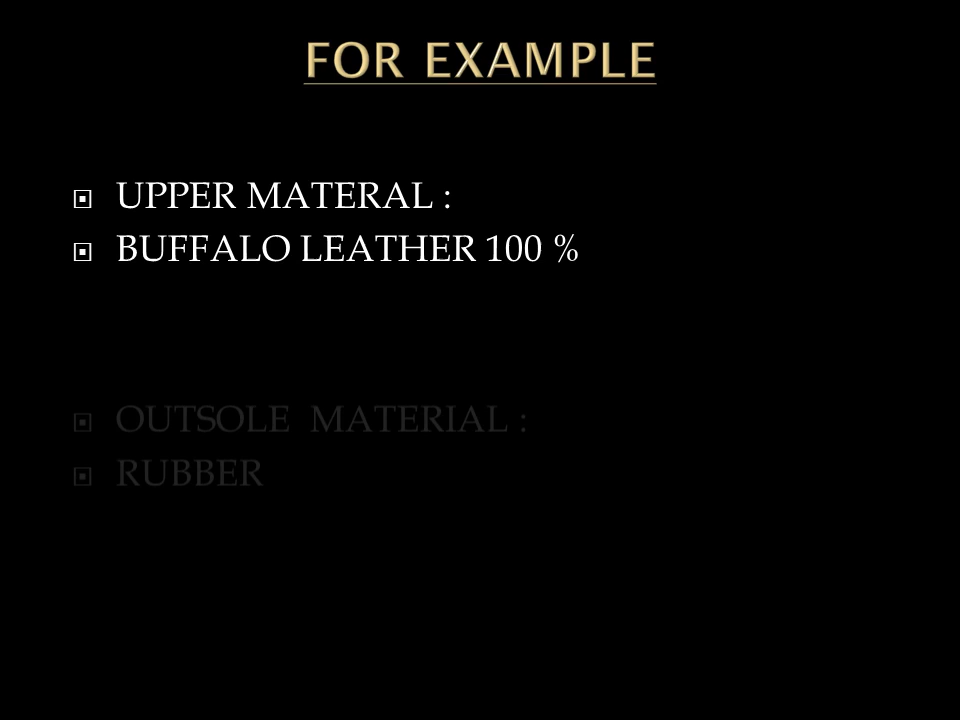 FOR EXAMPLE
UPPER MATERAL :
BUFFALO LEATHER 100 %
OUTSOLE MATERIAL :
RUBBER